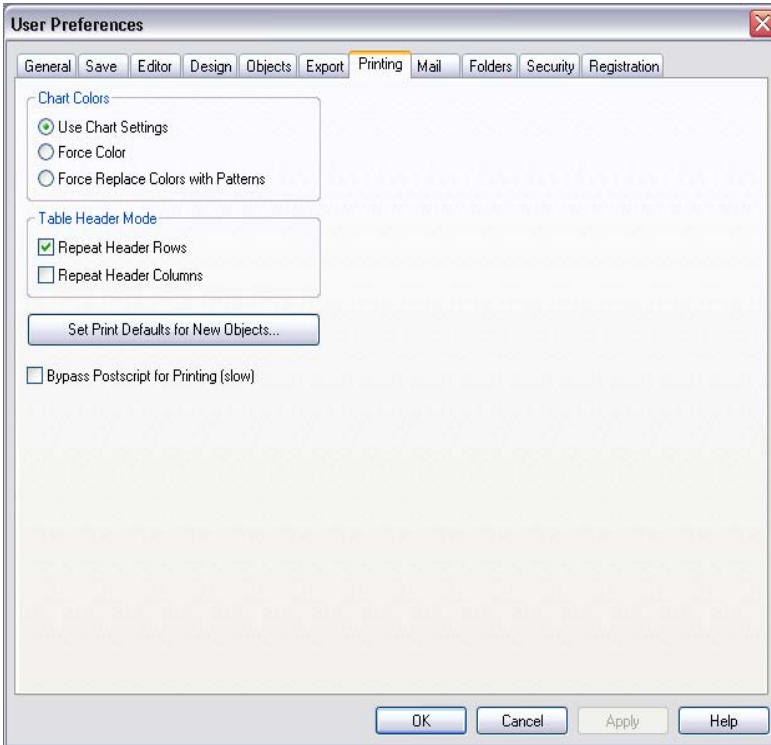 User Preferences
General Save Editor Design Objects Export Printing Mail Folders Security Registration
Chart Colors
Use Chart Settings
Force Color
Force Replace Colors with Patterns
Table Header Mode
Repeat Header Rows
Repeat Header Columns
Set Print Defaults for New Objects...
Bypass Postscript for Printing (slow)
OK Cancel Apply Help